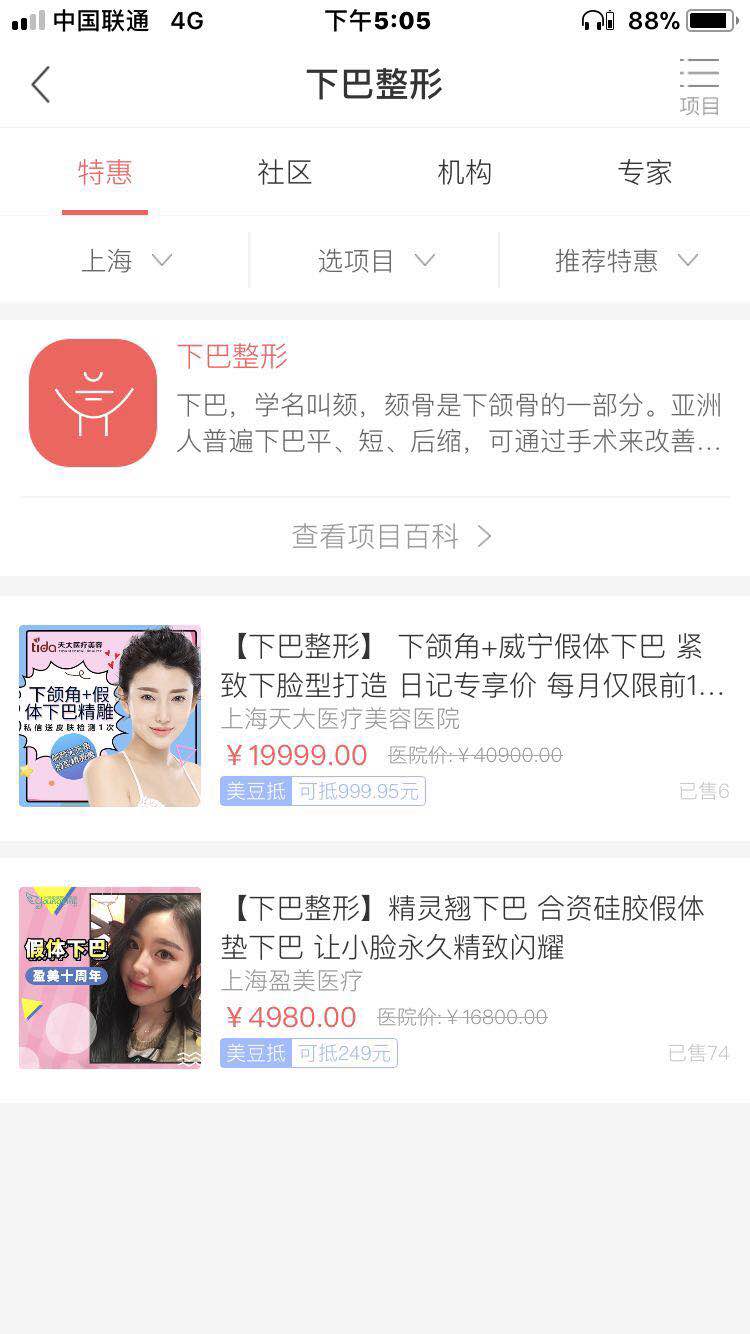 中国联通 4G 下午5:05 88%
下巴整形
项目
特惠 社区 机构 专家
上海 选项目 推荐特惠
下巴整形
下巴，学名叫颏，颏骨是下颌骨的一部分。亚洲
人普遍下巴平、短、后缩，可通过手术来改善...
查看项目百科
tida 天大医疗美容
下颌角+假
体下巴精雕
私信送皮肤检测1次
【下巴整形】 下颌角+威宁假体下巴 紧
致下脸型打造 日记专享价 每月仅限前1...
上海天大医疗美容医院
￥19999.00 医院价:￥40900.00
美豆抵 可抵999.95元 已售6
假体下巴
盈美十周年
【下巴整形】精灵翘下巴 合资硅胶假体
垫下巴 让小脸永久精致闪耀
上海盈美医疗
￥4980.00 医院价:￥16800.00
美豆抵 可抵249元 已售74